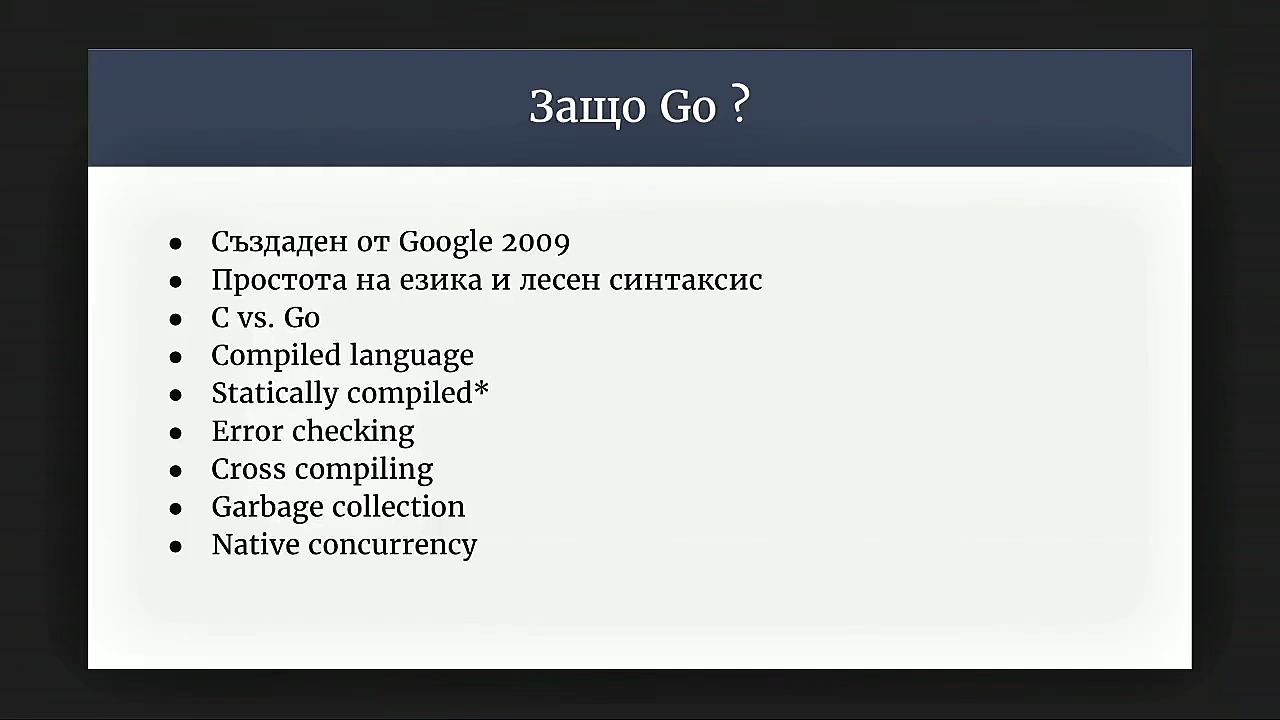 Защо Go ?
● Създаден от Google 2009
● Простота на езика и лесен синтаксис
● C vs. Go
● Compiled language
● Statically compiled*
● Error checking
● Cross compiling
● Garbage collection
● Native concurrency